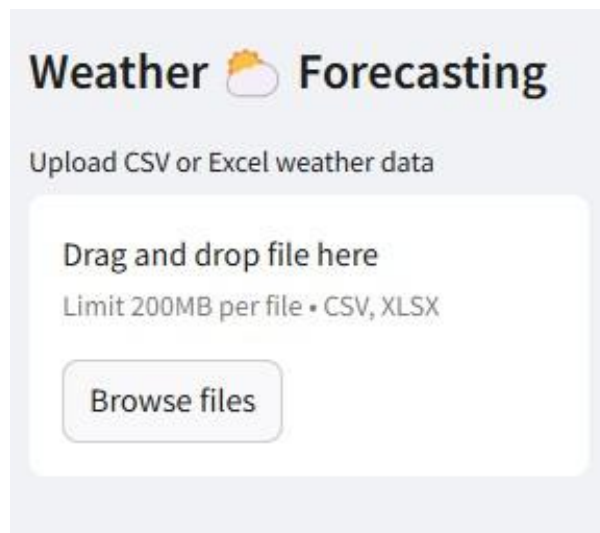 Weather 🌥️ Forecasting
Upload CSV or Excel weather data
Drag and drop file here
Limit 200MB per file • CSV, XLSX
Browse files